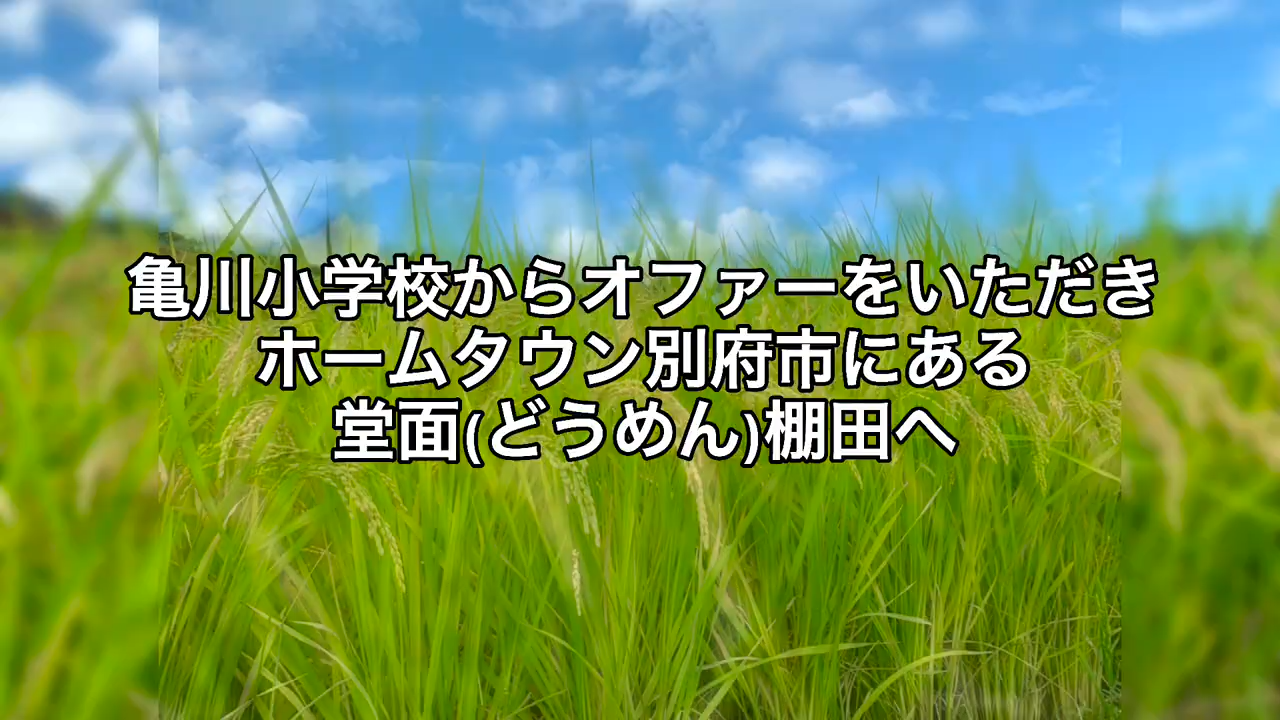 亀川小学校からオファーをいただき
ホームタウン別府市にある
堂面(どうめん)棚田へ